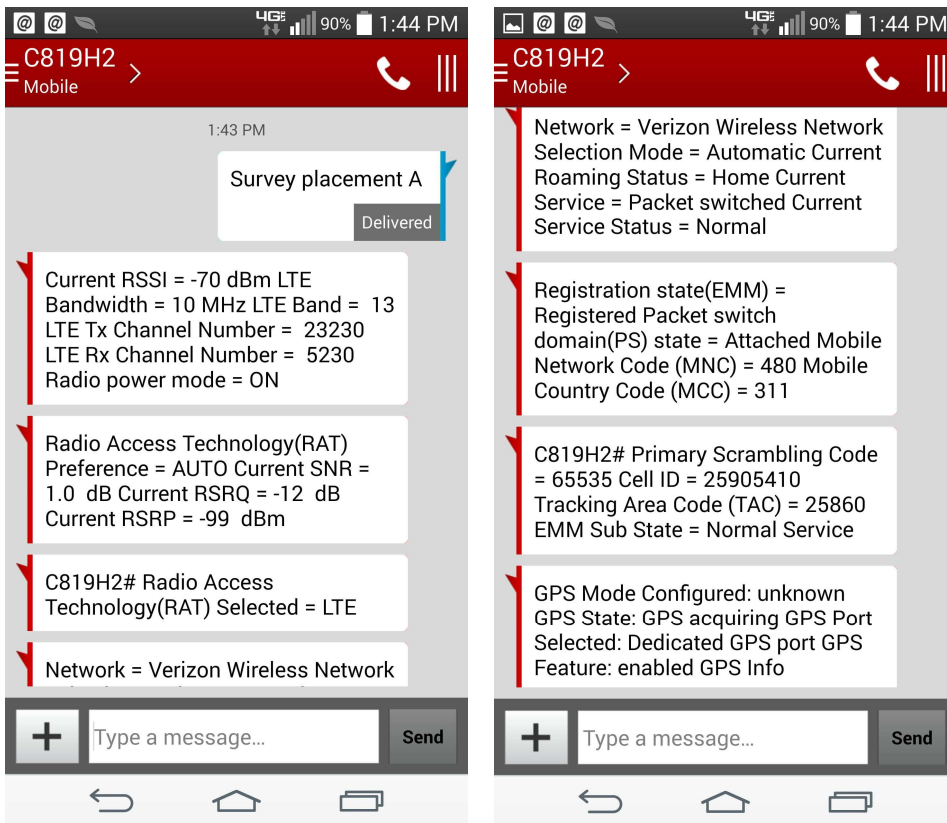 4GE 90% 1:44 PM
C819H2
Mobile
1:43 PM
Survey placement A
Delivered
Current RSSI = -70 dBm LTE
Bandwidth = 10 MHz LTE Band =  13
LTE Tx Channel Number =  23230
LTE Rx Channel Number =  5230
Radio power mode = ON
Radio Access Technology(RAT)
Preference = AUTO Current SNR =
1.0  dB Current RSRQ = -12  dB
Current RSRP = -99  dBm
C819H2# Radio Access
Technology(RAT) Selected = LTE
Network = Verizon Wireless Network
Type a message...
Send
4GE 90% 1:44 PM
C819H2
Mobile
Network = Verizon Wireless Network
Selection Mode = Automatic Current
Roaming Status = Home Current
Service = Packet switched Current
Service Status = Normal
Registration state(EMM) =
Registered Packet switch
domain(PS) state = Attached Mobile
Network Code (MNC) = 480 Mobile
Country Code (MCC) = 311
C819H2# Primary Scrambling Code
= 65535 Cell ID = 25905410
Tracking Area Code (TAC) = 25860
EMM Sub State = Normal Service
GPS Mode Configured: unknown
GPS State: GPS acquiring GPS Port
Selected: Dedicated GPS port GPS
Feature: enabled GPS Info
Type a message...
Send